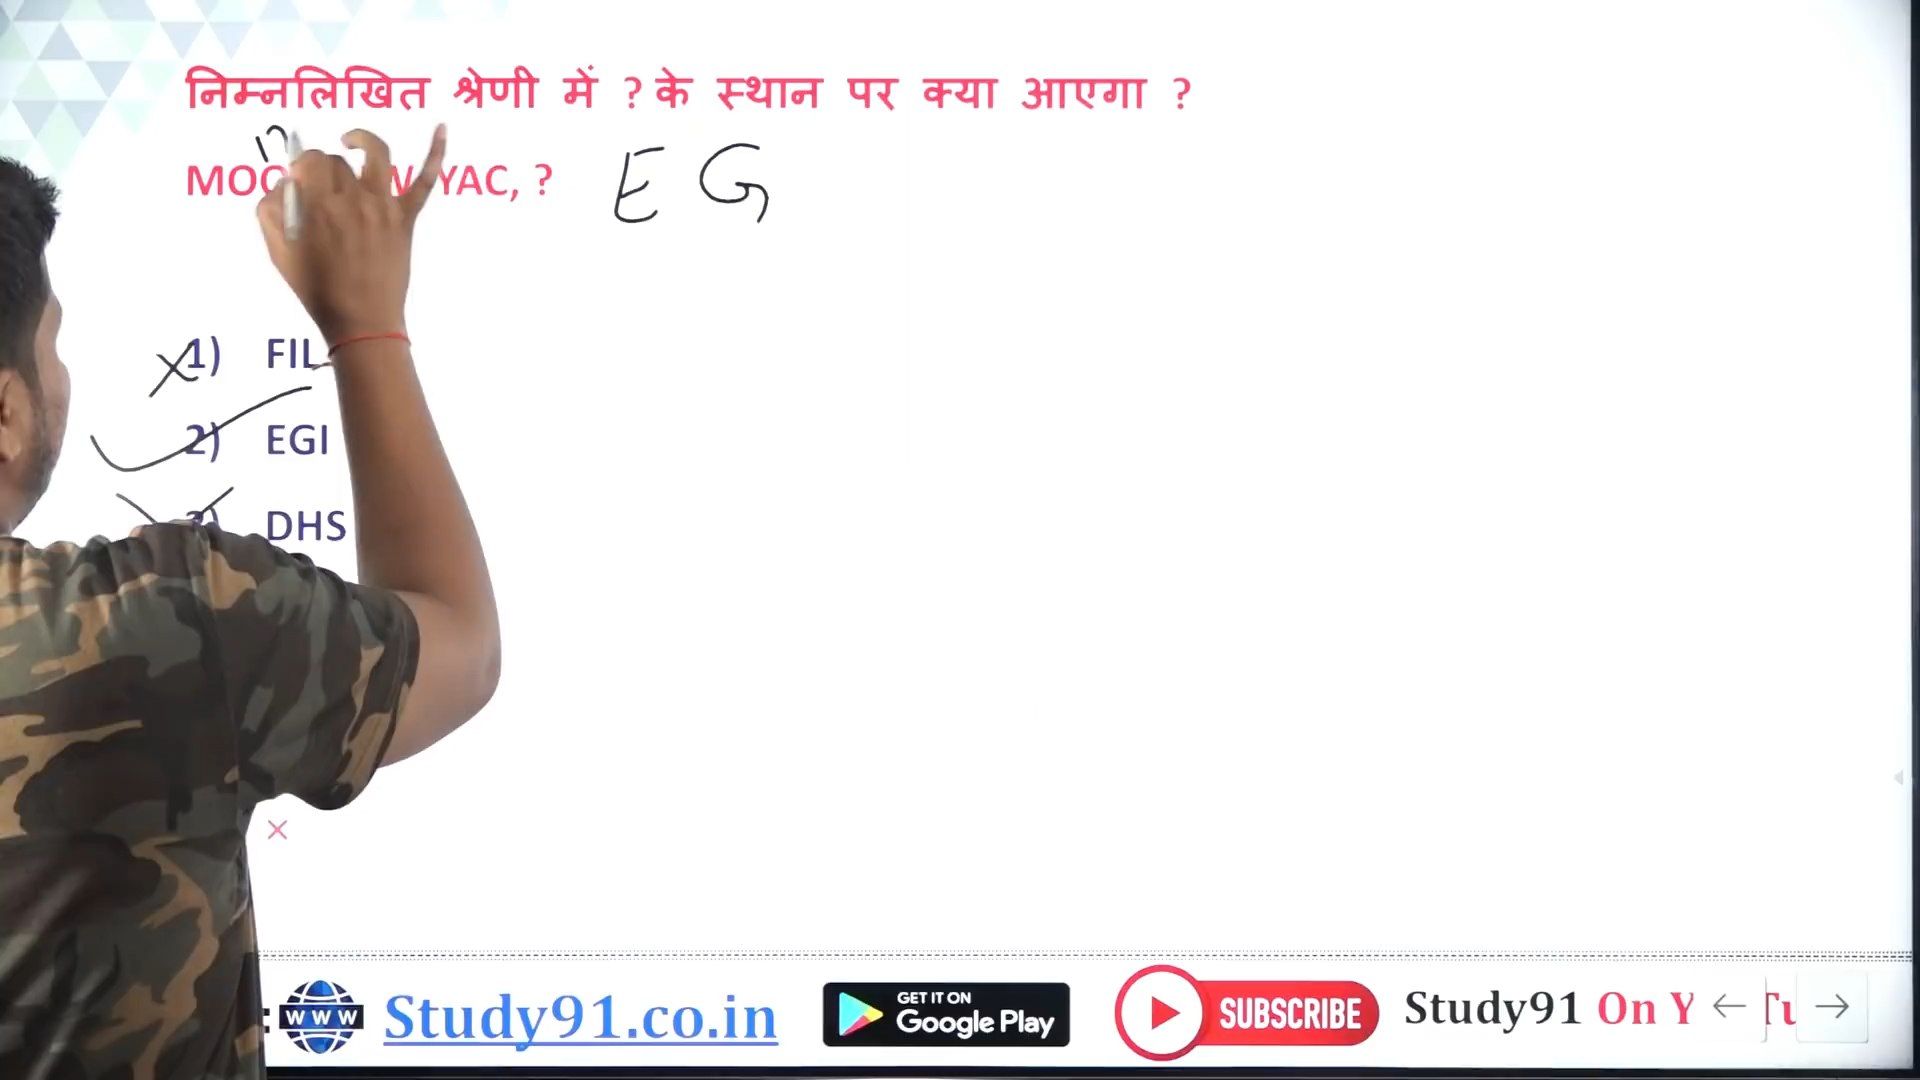 निम्नलिखित श्रेणी में ? के स्थान पर क्या आएगा ?
YAC, ?
E G
1) FIL
2) EGI
DHS
WWW
Study91.co.in
GET IT ON
Google Play
SUBSCRIBE
Study91 On Y